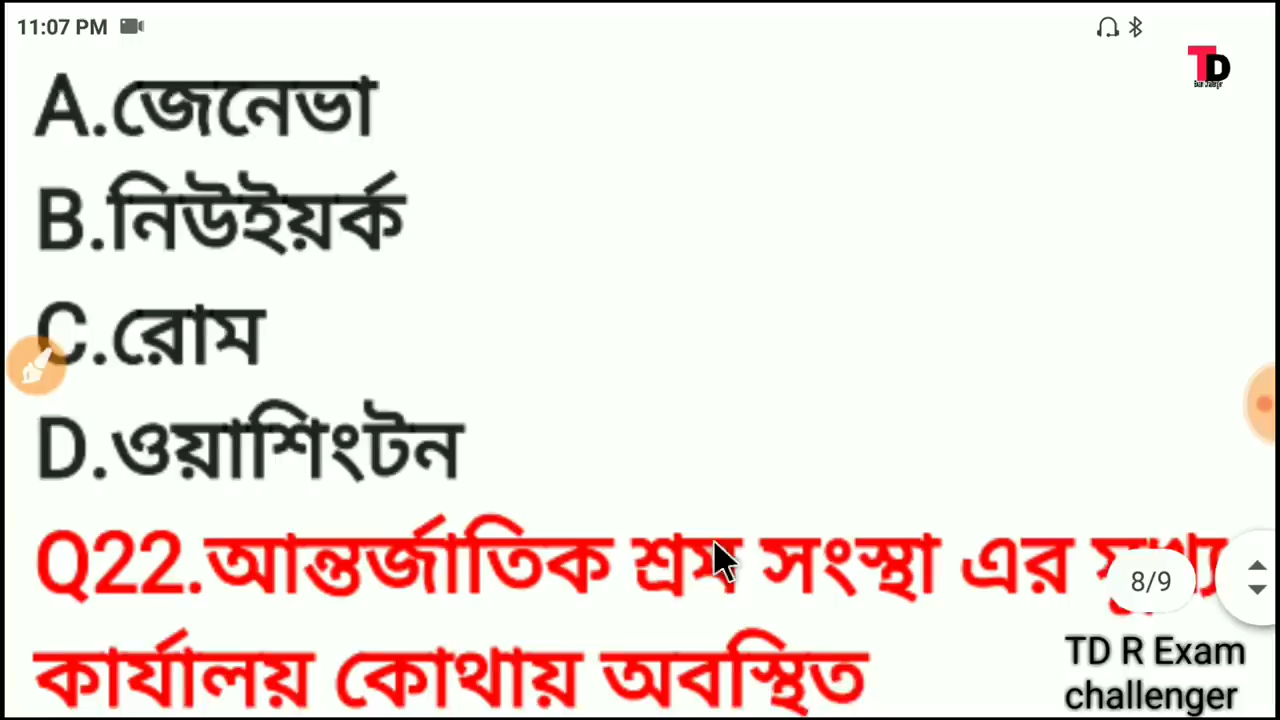 11:07 PM
TD
A.জেনেভা
B.নিউইয়র্ক
C.রোম
D.ওয়াশিংটন
Q22.আন্তর্জাতিক শ্রম সংস্থা এর মুখ্য
8/9
কার্যালয় কোথায় অবস্থিত
TD R Exam
challenger